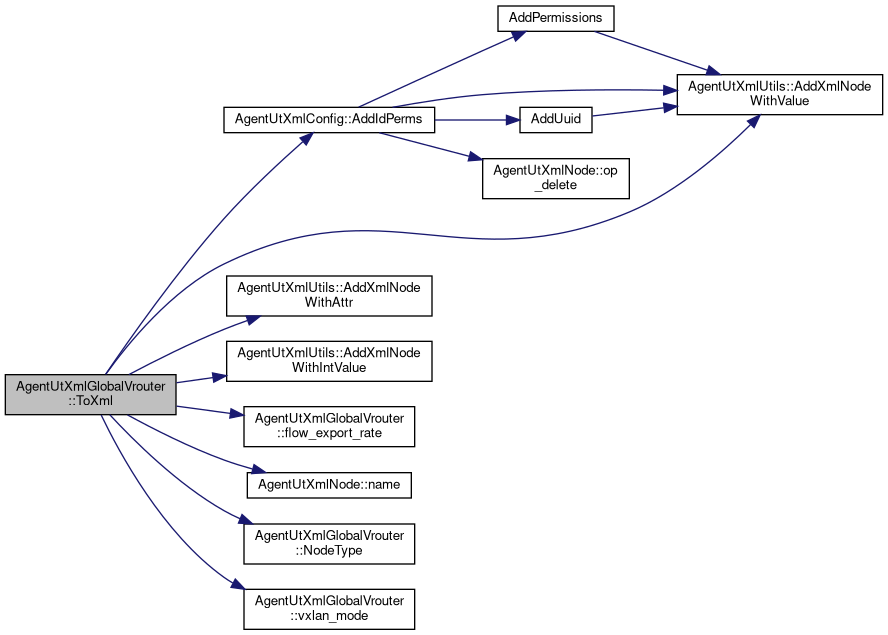 AddPermissions
AgentUtXmlUtils::AddXmlNode
WithValue
AgentUtXmlConfig::AddIdPerms
AddUuid
AgentUtXmlNode::op
_delete
AgentUtXmlUtils::AddXmlNode
WithAttr
AgentUtXmlUtils::AddXmlNode
WithIntValue
AgentUtXmlGlobalVrouter
::ToXml
AgentUtXmlGlobalVrouter
::flow_export_rate
AgentUtXmlNode::name
AgentUtXmlGlobalVrouter
::NodeType
AgentUtXmlGlobalVrouter
::vxlan_mode